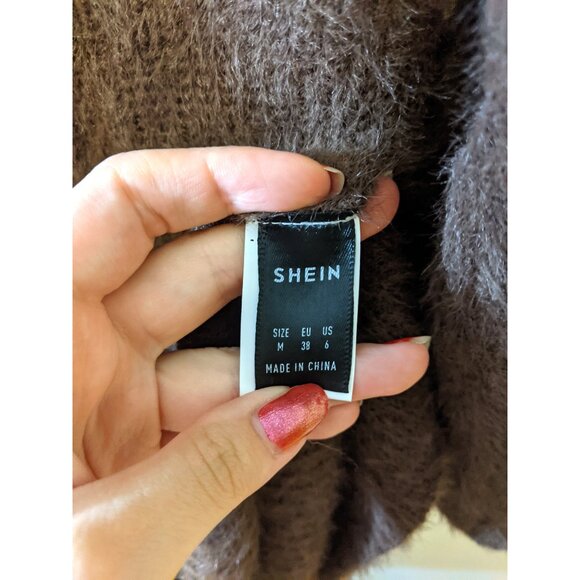 SHEIN
SIZE EU US
M 38 6
MADE IN CHINA